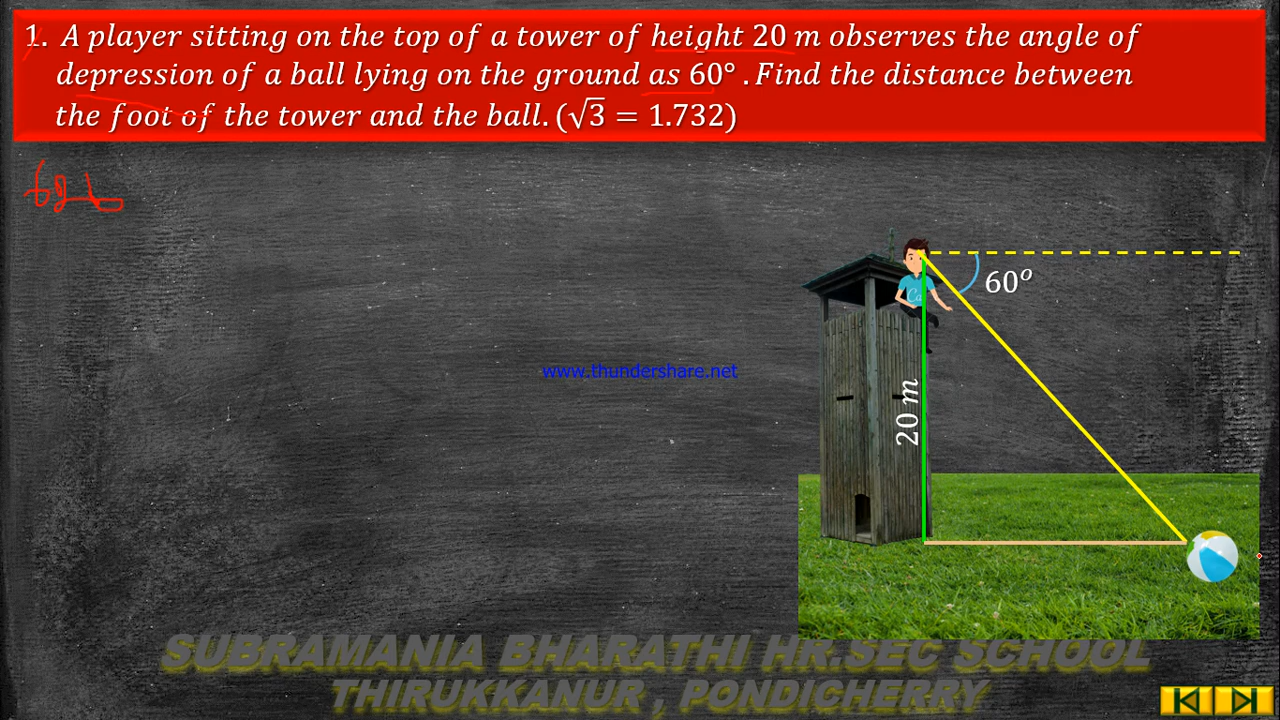 1. A player sitting on the top of a tower of height 20 m observes the angle of
depression of a ball lying on the ground as 60° . Find the distance between
the foot of the tower and the ball. (√3 = 1.732)
60°
20 m
www.thundershare.net
SUBRAMANIA BHARATHI HR.SEC SCHOOL
THIRUKKANUR , PONDICHERRY